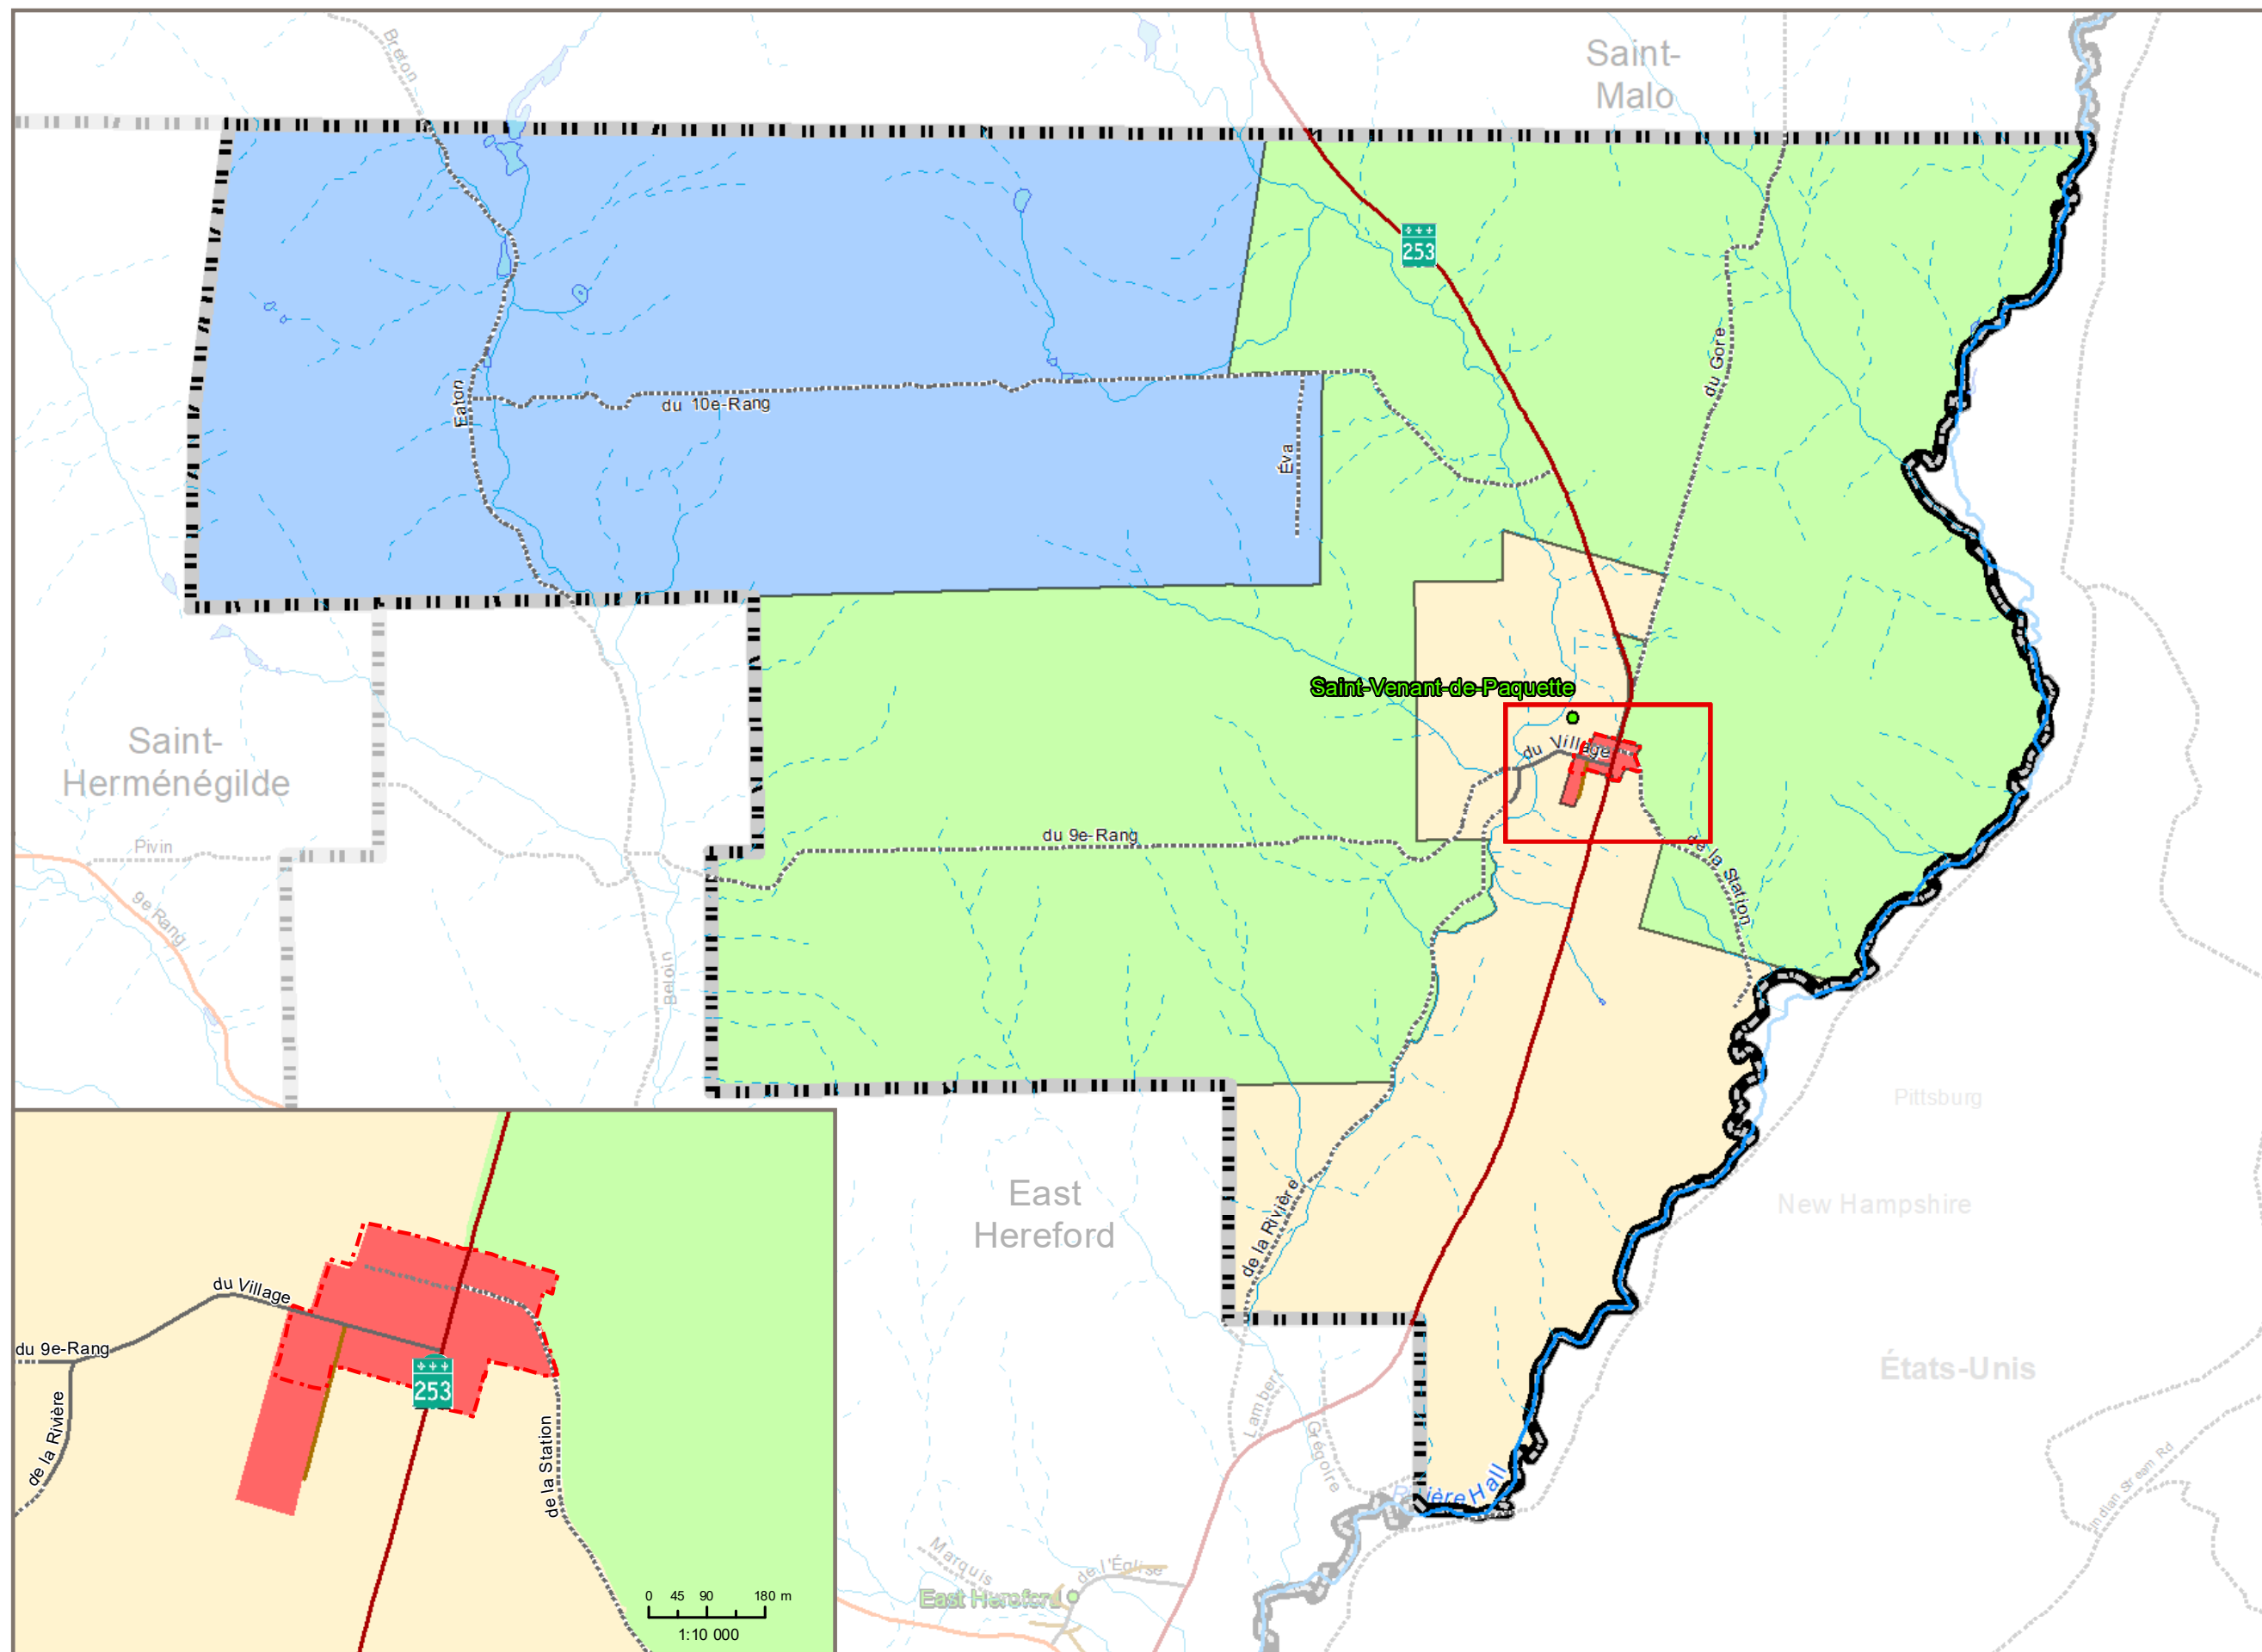 Breton
Saint-
Malo
253
du Gore
Eaton
du 10e-Rang
Éva
Saint-Venant-de-Paquette
du Village
Saint-
Herménégilde
Pivin
9e Rang
du 9e-Rang
de la Station
Beloin
Pittsburg
East
Hereford
New Hampshire
de la Rivière
États-Unis
Lambert
Grégoire
Rivière Hall
Indian Stream Rd
Marquis
de l'Église
East Hereford
du Village
du 9e-Rang
253
de la Rivière
de la Station
0 45 90 180 m
1:10 000